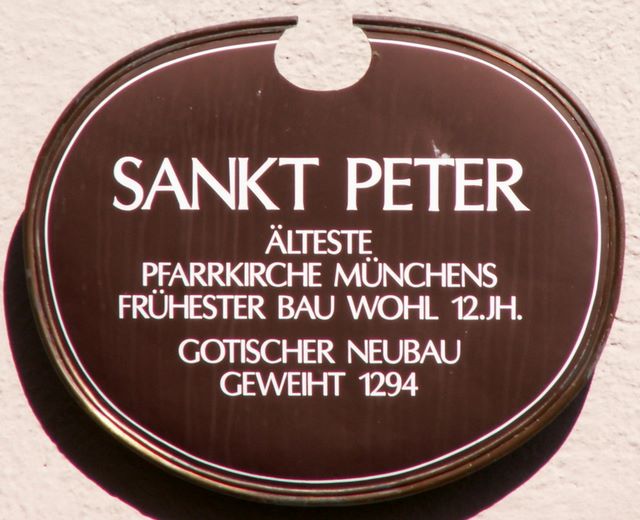 SANKT PETER
ÄLTESTE
PFARRKIRCHE MÜNCHENS
FRÜHESTER BAU WOHL 12.JH.
GOTISCHER NEUBAU
GEWEIHT 1294